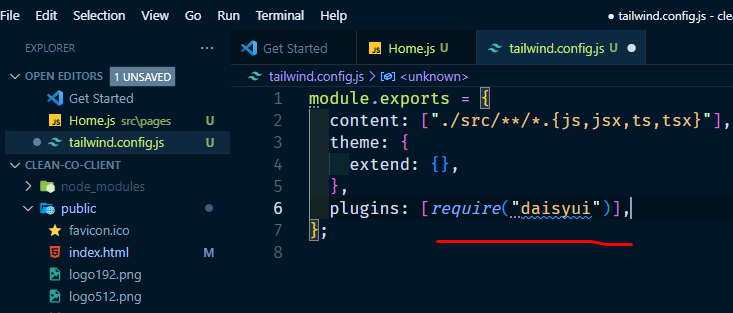 File Edit Selection View Go Run Terminal Help
tailwind.config.js - cle
EXPLORER
OPEN EDITORS 1 UNSAVED
Get Started
Home.js src\pages U
tailwind.config.js U
CLEAN-CO-CLIENT
node_modules
public
favicon.ico
index.html M
logo192.png
logo512.png
Get Started
Home.js U
tailwind.config.js U
tailwind.config.js > <unknown>
1 module.exports = {
2 content: ["./src/**/*.{js,jsx,ts,tsx}"],
3 theme: {
4 extend: {},
5 },
6 plugins: [require("daisyui")],
7 };
8